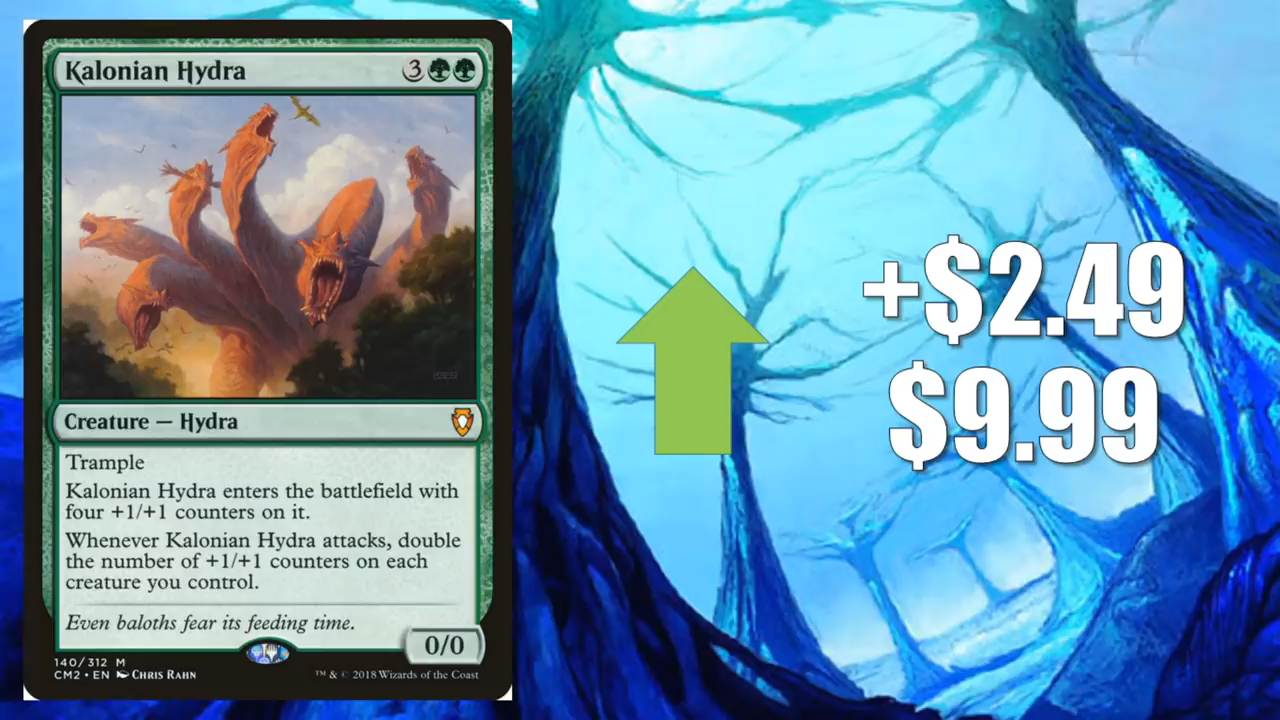 Kalonian Hydra 3
Creature — Hydra
Trample
Kalonian Hydra enters the battlefield with
four +1/+1 counters on it.
Whenever Kalonian Hydra attacks, double
the number of +1/+1 counters on each
creature you control.
Even baloths fear its feeding time.
0/0
140/312 M
CM2 • EN CHRIS RAHN
™ & © 2018 Wizards of the Coast
+$2.49
$9.99